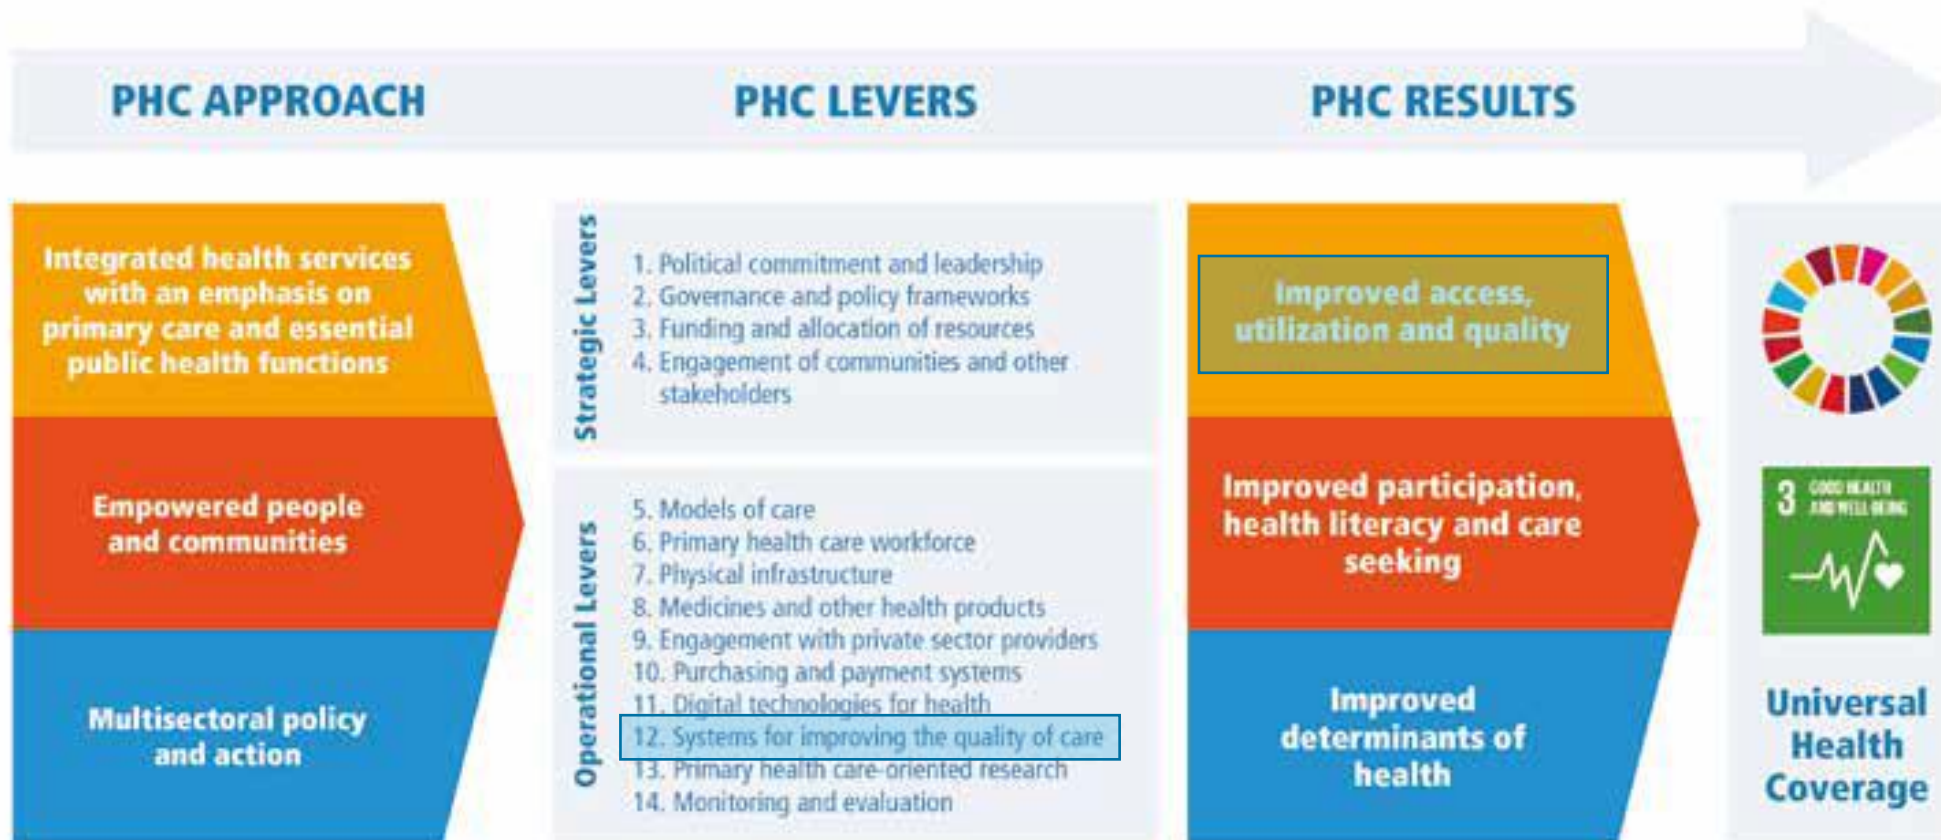 PHC APPROACH
PHC LEVERS
PHC RESULTS
Integrated health services
with an emphasis on
primary care and essential
public health functions
Empowered people
and communities
Multisectoral policy
and action
Strategic Levers
1. Political commitment and leadership
2. Governance and policy frameworks
3. Funding and allocation of resources
4. Engagement of communities and other
stakeholders
Operational Levers
5. Models of care
6. Primary health care workforce
7. Physical infrastructure
8. Medicines and other health products
9. Engagement with private sector providers
10. Purchasing and payment systems
11. Digital technologies for health
12. Systems for improving the quality of care
13. Primary health care-oriented research
14. Monitoring and evaluation
Improved access,
utilization and quality
Improved participation,
health literacy and care
seeking
Improved
determinants of
health
3 GOOD HEALTH
AND WELL-BEING
Universal
Health
Coverage